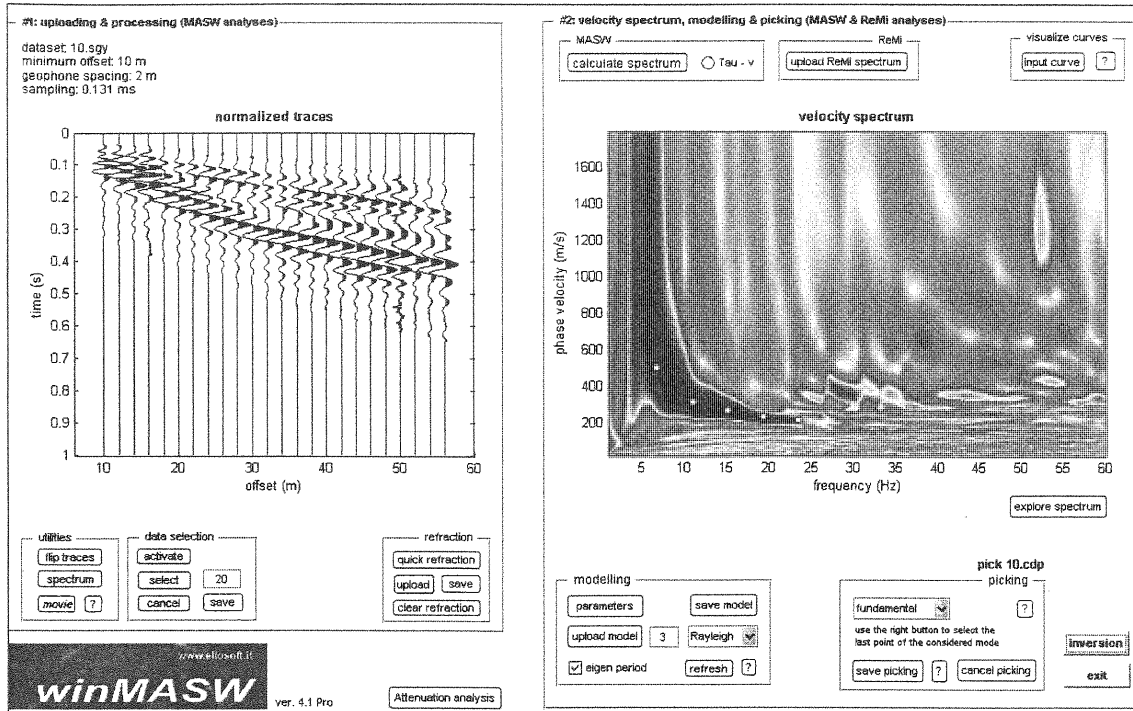 #1: uploading & processing (MASW analyses)
dataset: 10.sgy
minimum offset: 10 m
geophone spacing: 2 m
sampling: 0.131 ms
normalized traces
0
0.1
0.2
0.3
0.4
0.5
0.6
0.7
0.8
0.9
1
time (s)
10 20 30 40 50 60
offset (m)
utilities
flip traces
spectrum
movie ?
data selection
activate
select 20
cancel save
refraction
quick refraction
upload save
clear refraction
www.eliosoft.it
winMASW
ver. 4.1 Pro
Attenuation analysis
#2: velocity spectrum, modelling & picking (MASW & ReMi analyses)
MASW
calculate spectrum Tau - v
ReMi
upload ReMi spectrum
visualize curves
input curve ?
velocity spectrum
1600
1400
1200
1000
800
600
400
200
phase velocity (m/s)
5 10 15 20 25 30 35 40 45 50 55 60
frequency (Hz)
explore spectrum
modelling
parameters save model
upload model 3 Rayleigh
eigen period refresh ?
pick 10.cdp
picking
fundamental ?
use the right button to select the
last point of the considered mode
save picking ? cancel picking
inversion
exit